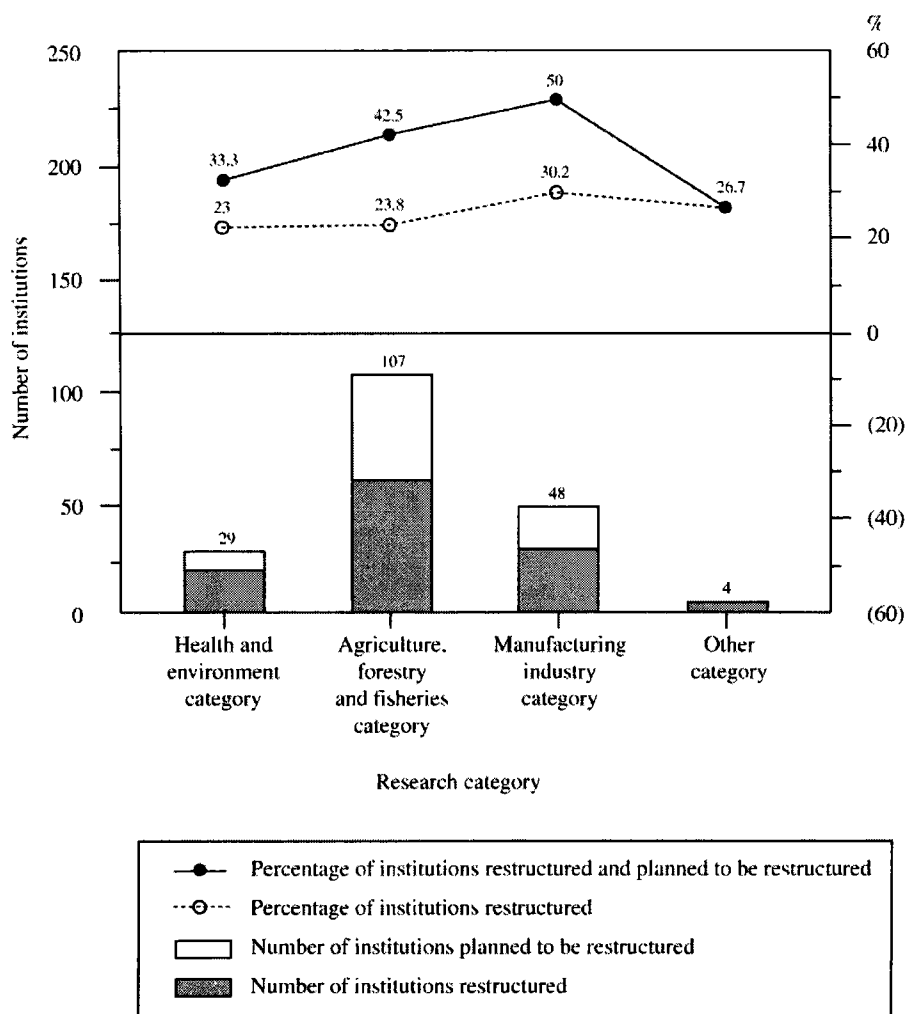 %
250
200
150
100
50
0
Number of institutions
60
40
20
0
(20)
(40)
(60)
33.3
42.5
50
26.7
23
23.8
30.2
29
107
48
4
Health and
environment
category
Agriculture,
forestry
and fisheries
category
Manufacturing
industry
category
Other
category
Research category
Percentage of institutions restructured and planned to be restructured
Percentage of institutions restructured
Number of institutions planned to be restructured
Number of institutions restructured